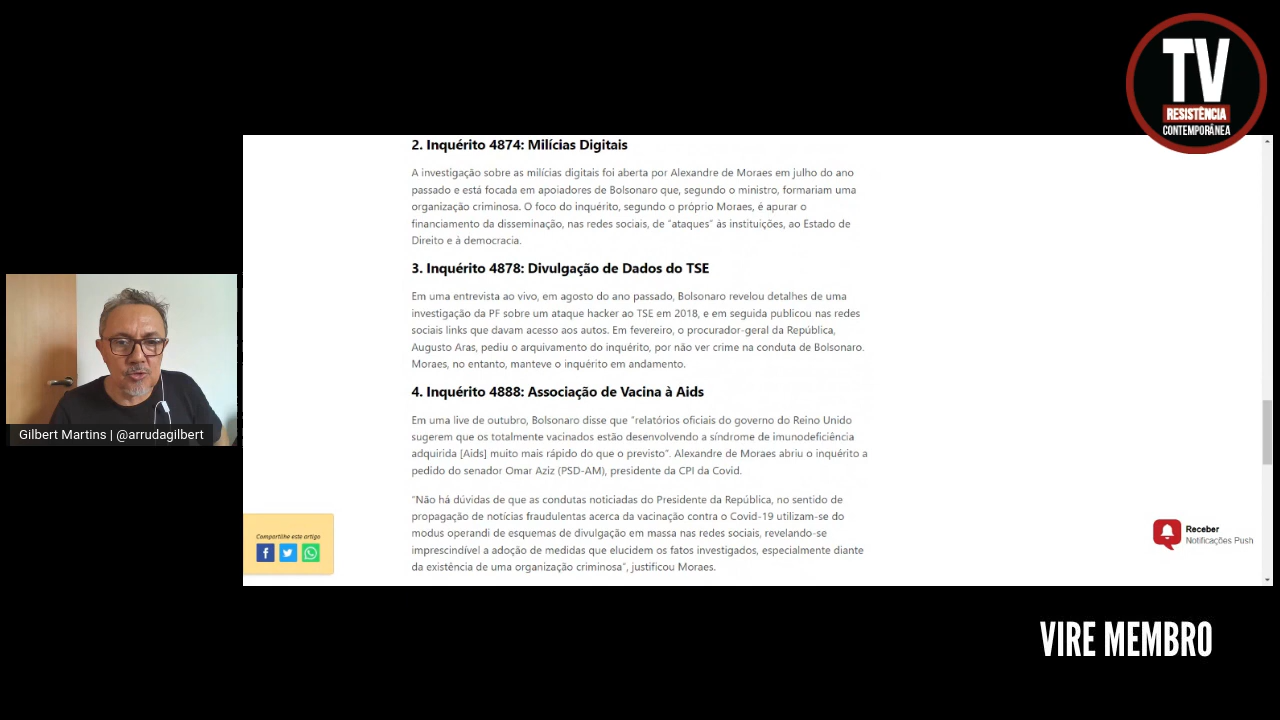 TV
RESISTÊNCIA
CONTEMPORÂNEA
2. Inquérito 4874: Milícias Digitais
A investigação sobre as milícias digitais foi aberta por Alexandre de Moraes em julho do ano
passado e está focada em apoiadores de Bolsonaro que, segundo o ministro, formariam uma
organização criminosa. O foco do inquérito, segundo o próprio Moraes, é apurar o
financiamento da disseminação, nas redes sociais, de "ataques" às instituições, ao Estado de
Direito e à democracia.
3. Inquérito 4878: Divulgação de Dados do TSE
Em uma entrevista ao vivo, em agosto do ano passado, Bolsonaro revelou detalhes de uma
investigação da PF sobre um ataque hacker ao TSE em 2018, e em seguida publicou nas redes
sociais links que davam acesso aos autos. Em fevereiro, o procurador-geral da República,
Augusto Aras, pediu o arquivamento do inquérito, por não ver crime na conduta de Bolsonaro.
Moraes, no entanto, manteve o inquérito em andamento.
4. Inquérito 4888: Associação de Vacina à Aids
Em uma live de outubro, Bolsonaro disse que "relatórios oficiais do governo do Reino Unido
sugerem que os totalmente vacinados estão desenvolvendo a síndrome de imunodeficiência
adquirida [Aids] muito mais rápido do que o previsto". Alexandre de Moraes abriu o inquérito a
pedido do senador Omar Aziz (PSD-AM), presidente da CPI da Covid.
"Não há dúvidas de que as condutas noticiadas do Presidente da República, no sentido de
propagação de notícias fraudulentas acerca da vacinação contra o Covid-19 utilizam-se do
modus operandi de esquemas de divulgação em massa nas redes sociais, revelando-se
imprescindível a adoção de medidas que elucidem os fatos investigados, especialmente diante
da existência de uma organização criminosa", justificou Moraes.
Gilbert Martins | @arrudagilbert
Compartilhe este artigo
Receber
Notificações Push
VIRE MEMBRO